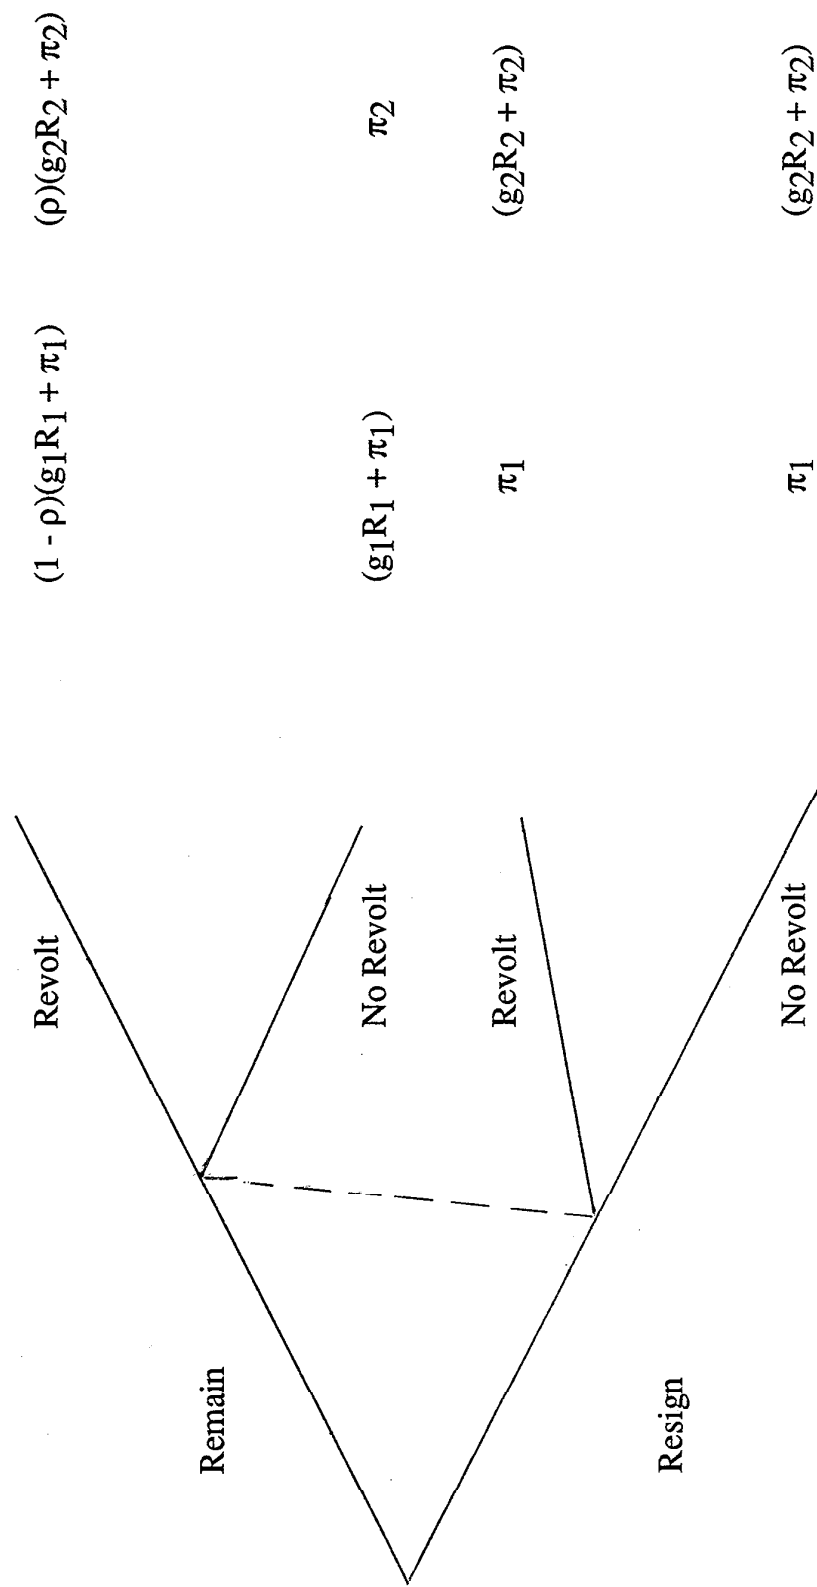 Revolt (1 - ρ)(g1R1 + π1) (ρ)(g2R2 + π2)
Remain
No Revolt (g1R1 + π1) π2
Revolt π1 (g2R2 + π2)
Resign
No Revolt π1 (g2R2 + π2)